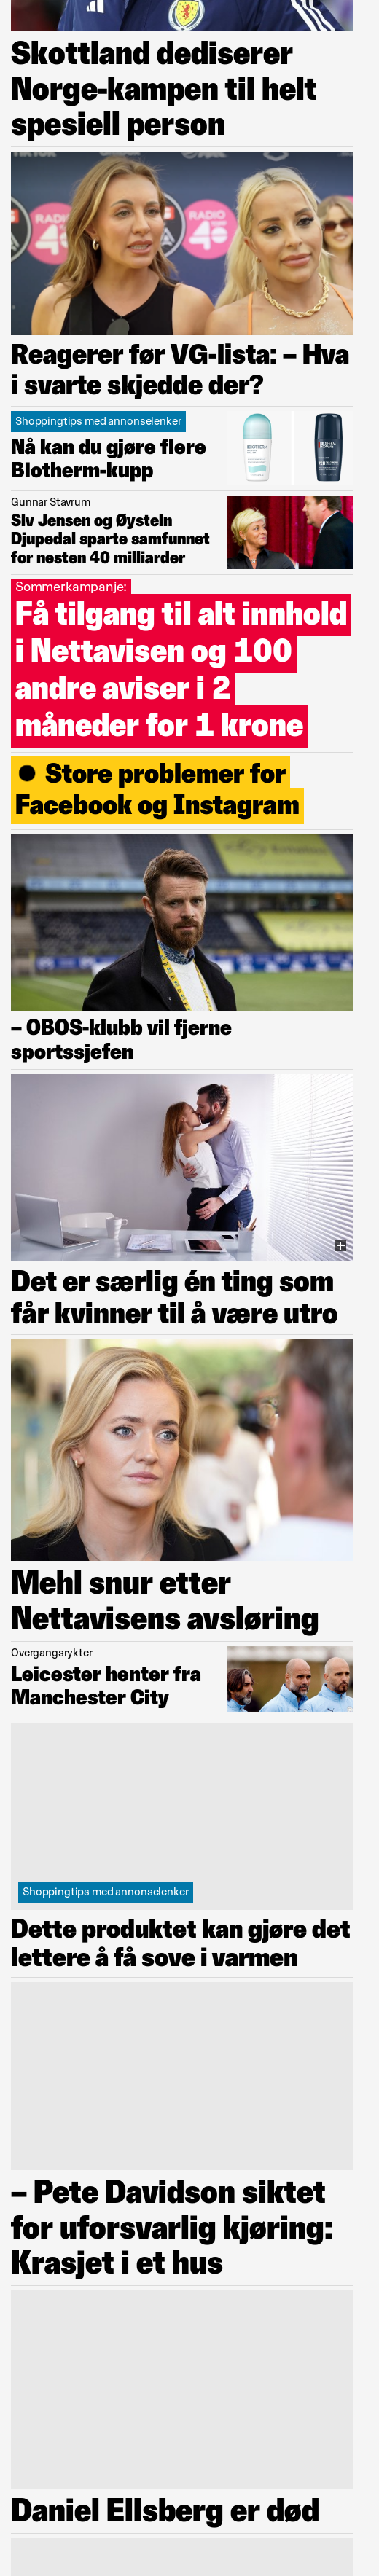 Skottland dediserer
Norge-kampen til helt
spesiell person
RADIO
RADIO
40
Reagerer før VG-lista: – Hva
i svarte skjedde der?
Shoppingtips med annonselenker
Nå kan du gjøre flere
Biotherm-kupp
BIOTHERM
Gunnar Stavrum
Siv Jensen og Øystein
Djupedal sparte samfunnet
for nesten 40 milliarder
Sommerkampanje:
Få tilgang til alt innhold
i Nettavisen og 100
andre aviser i 2
måneder for 1 krone
Store problemer for
Facebook og Instagram
– OBOS-klubb vil fjerne
sportssjefen
Det er særlig én ting som
får kvinner til å være utro
Mehl snur etter
Nettavisens avsløring
Overgangsrykter
Leicester henter fra
Manchester City
Shoppingtips med annonselenker
Dette produktet kan gjøre det
lettere å få sove i varmen
– Pete Davidson siktet
for uforsvarlig kjøring:
Krasjet i et hus
Daniel Ellsberg er død